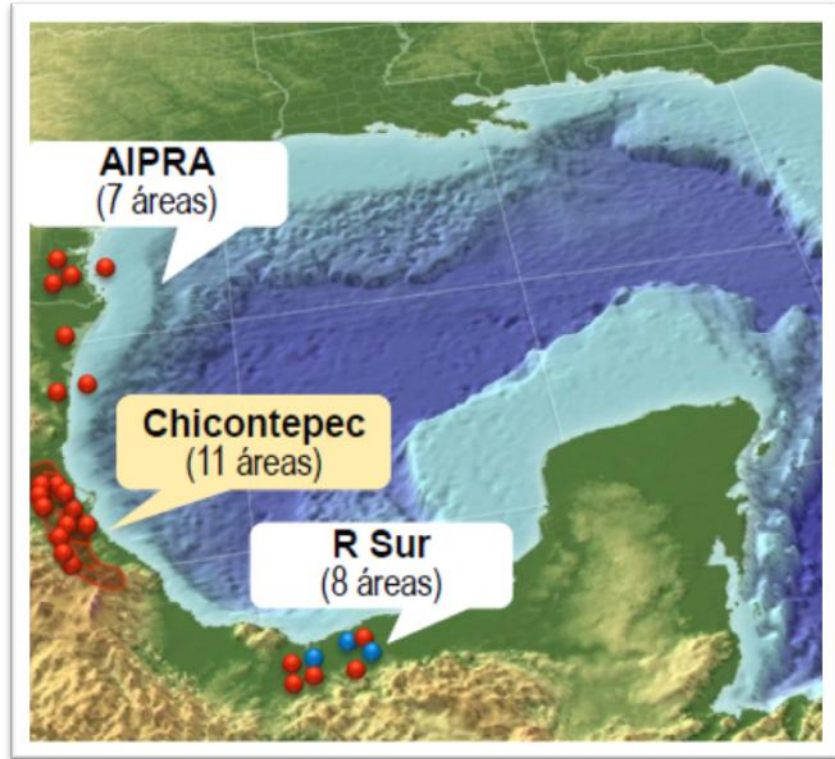 AIPRA
(7 áreas)
Chicontepec
(11 áreas)
R Sur
(8 áreas)